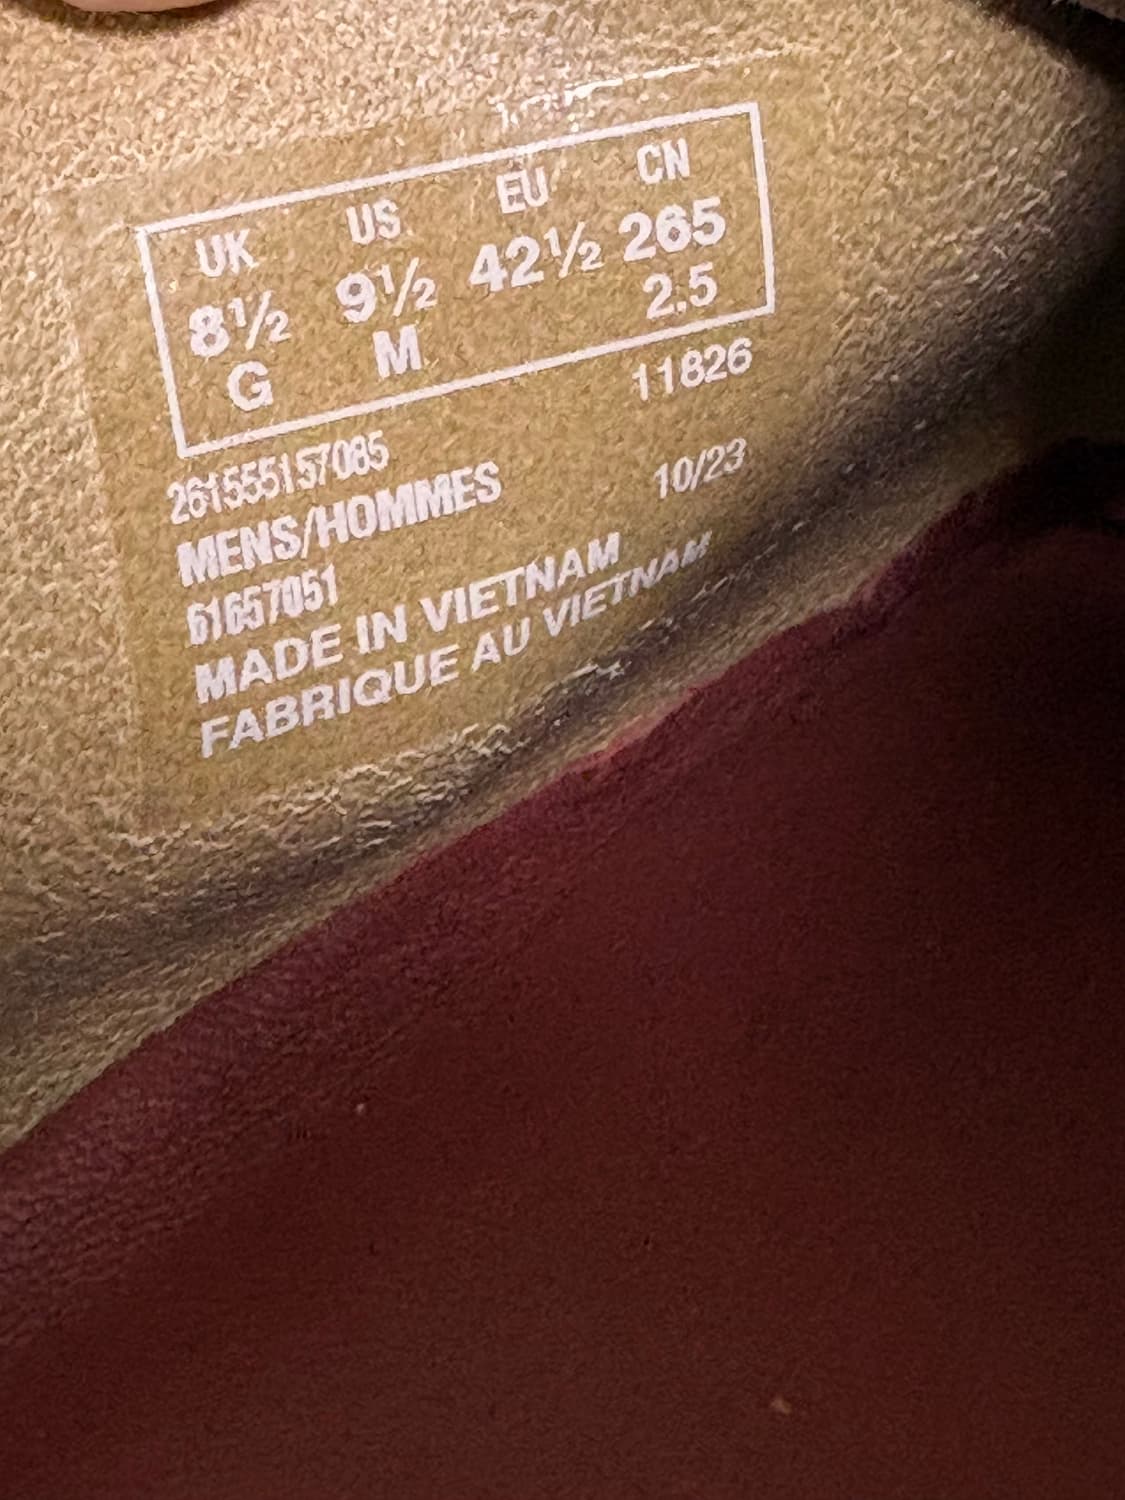 UK US EU CN
8½ 9½ 42½ 265
G M 2.5
261555157085 11826
MENS/HOMMES 10/23
61657051
MADE IN VIETNAM
FABRIQUE AU VIETNAM